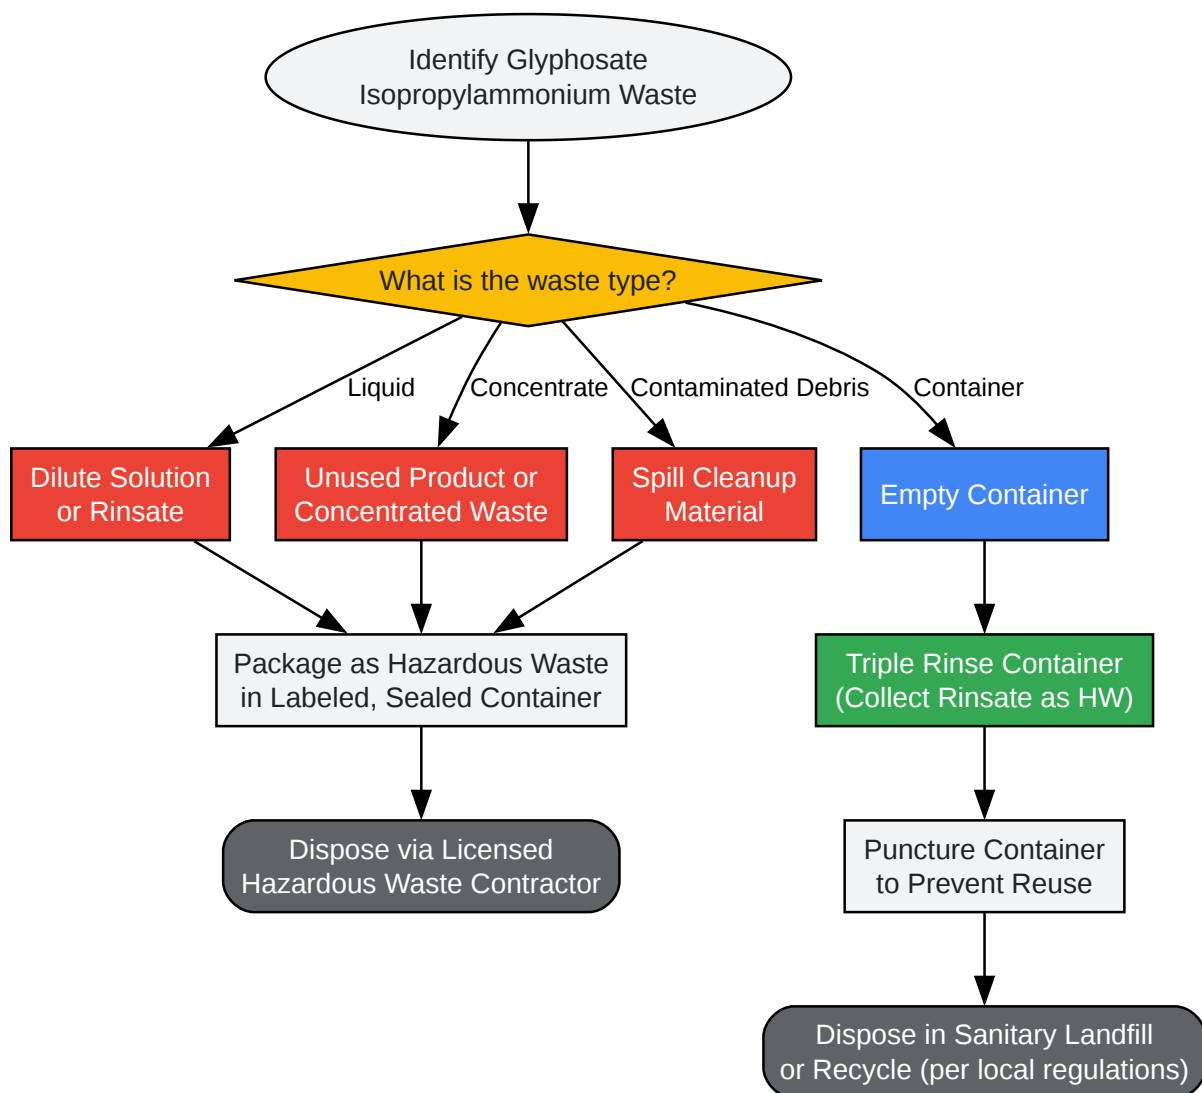 Identify Glyphosate
Isopropylammonium Waste
What is the waste type?
Liquid
Concentrate
Contaminated Debris
Container
Dilute Solution
or Rinsate
Unused Product or
Concentrated Waste
Spill Cleanup
Material
Empty Container
Package as Hazardous Waste
in Labeled, Sealed Container
Triple Rinse Container
(Collect Rinsate as HW)
Dispose via Licensed
Hazardous Waste Contractor
Puncture Container
to Prevent Reuse
Dispose in Sanitary Landfill
or Recycle (per local regulations)